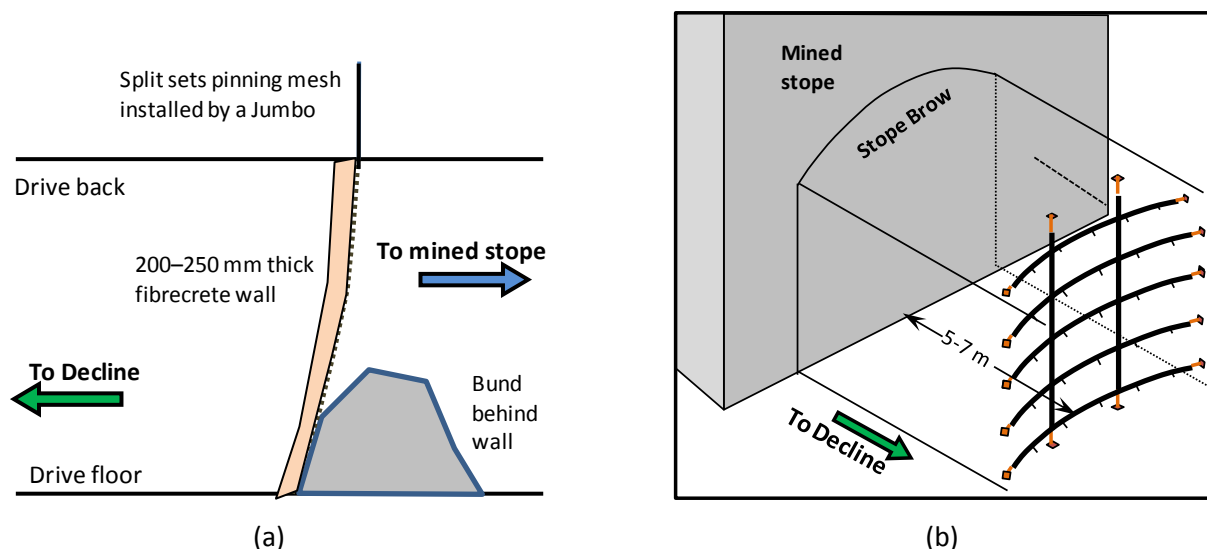 Split sets pinning mesh
installed by a Jumbo
Drive back
To mined stope
200–250 mm thick
fibrecrete wall
To Decline
Bund
behind
wall
Drive floor
(a)
Mined
stope
Stope Brow
5-7 m
To Decline
(b)